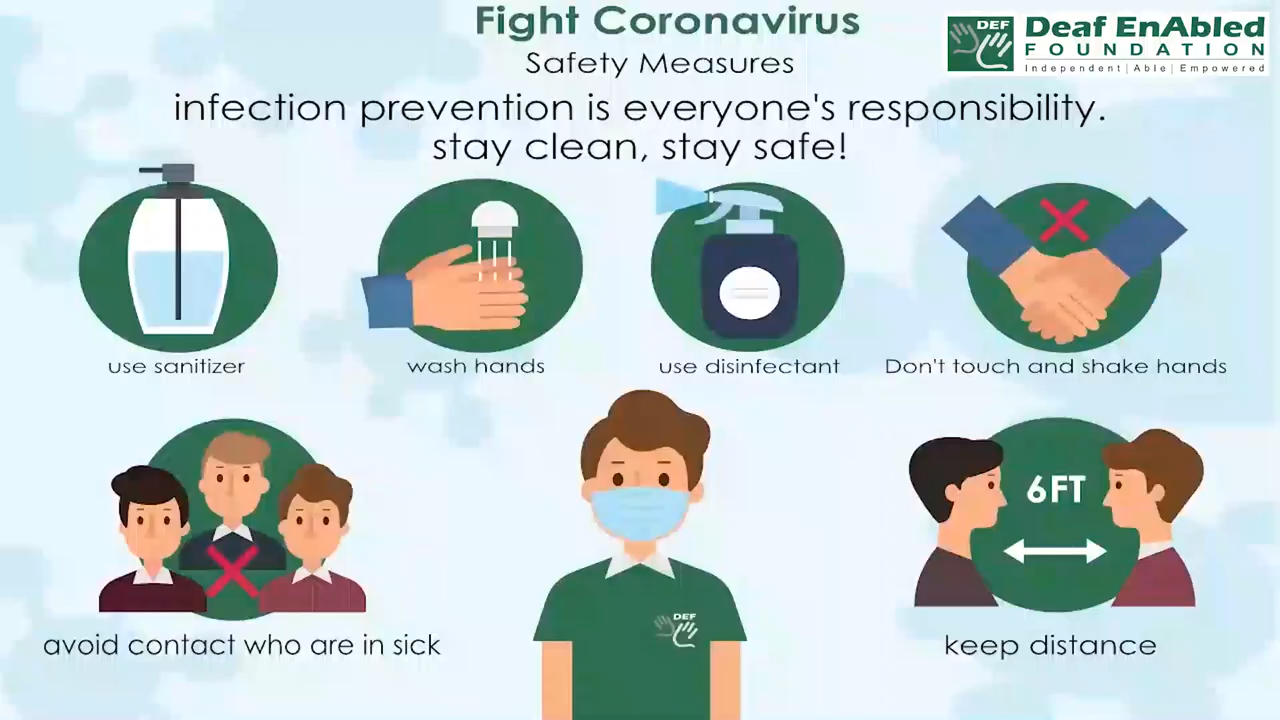 Fight Coronavirus
Safety Measures
DEF
Deaf EnAbled
FOUNDATION
Independent | Able | Empowered
infection prevention is everyone's responsibility.
stay clean, stay safe!
use sanitizer
wash hands
use disinfectant
Don't touch and shake hands
6FT
DEF
avoid contact who are in sick
keep distance